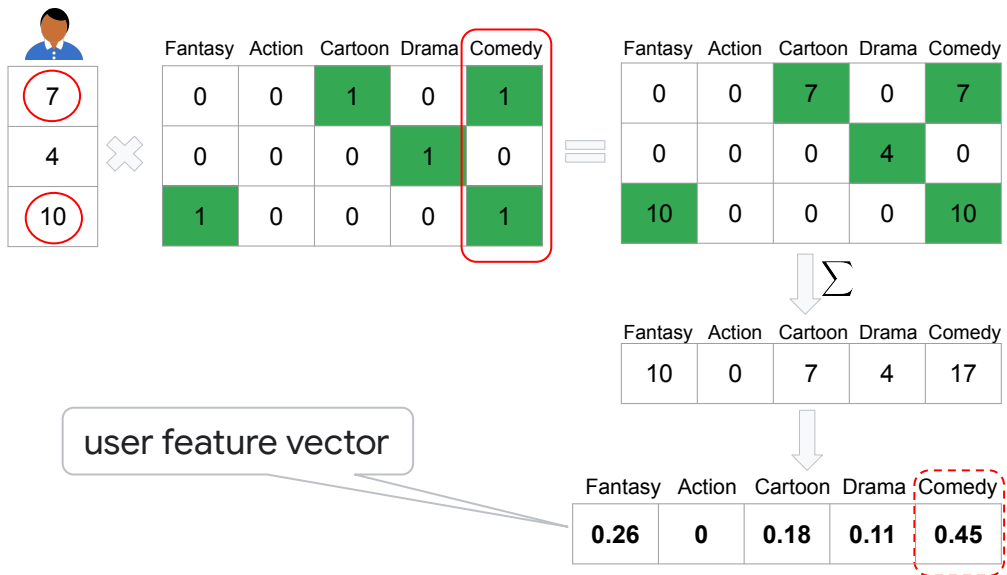 Fantasy Action Cartoon Drama Comedy
7 0 0 1 0 1
4 0 0 0 1 0
10 1 0 0 0 1
=
Fantasy Action Cartoon Drama Comedy
0 0 7 0 7
0 0 0 4 0
10 0 0 0 10
∑
Fantasy Action Cartoon Drama Comedy
10 0 7 4 17
user feature vector
Fantasy Action Cartoon Drama Comedy
0.26 0 0.18 0.11 0.45